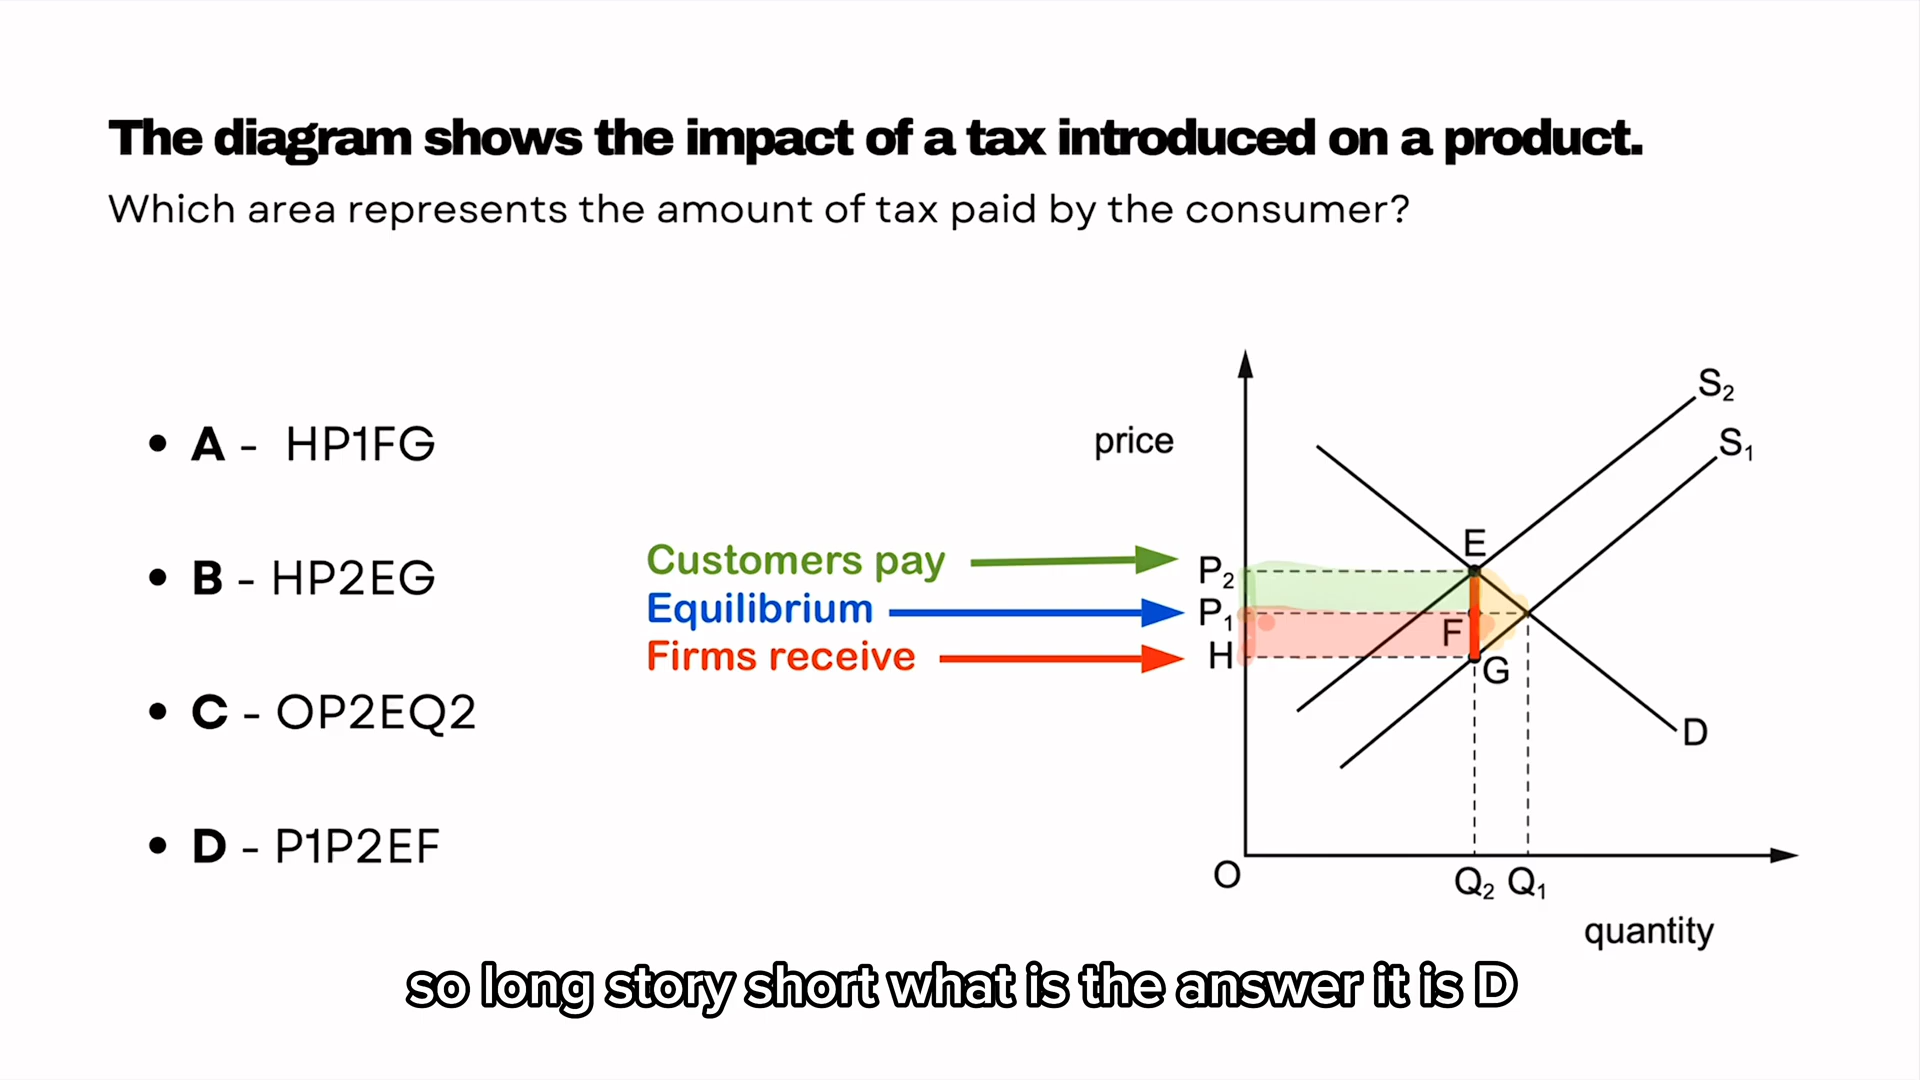 The diagram shows the impact of a tax introduced on a product.
Which area represents the amount of tax paid by the consumer?
• A - HP1FG
• B - HP2EG
• C - OP2EQ2
• D - P1P2EF
price
S2
S1
E
Customers pay
P2
Equilibrium
P1
F
Firms receive
H
G
D
O
Q2 Q1
quantity
so long story short what is the answer it is D